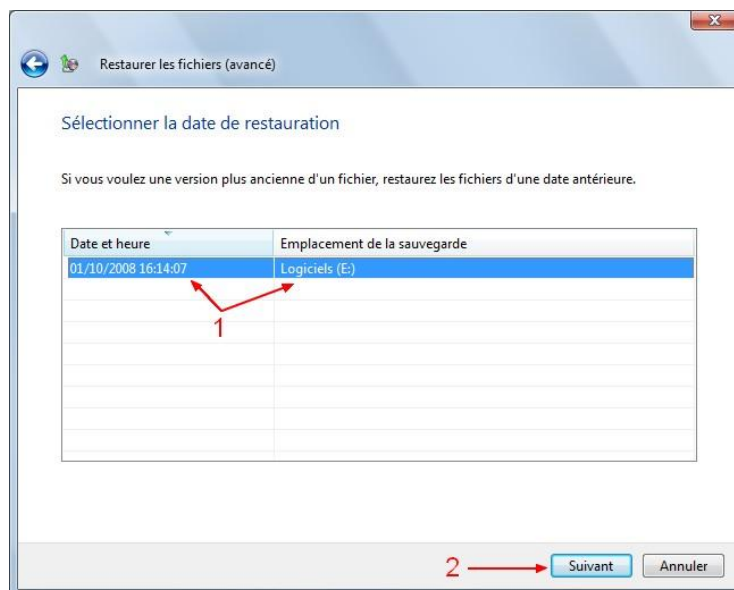 Restaurer les fichiers (avancé)
Sélectionner la date de restauration
Si vous voulez une version plus ancienne d'un fichier, restaurez les fichiers d'une date antérieure.
Date et heure Emplacement de la sauvegarde
01/10/2008 16:14:07 Logiciels (E:)
1
2 Suivant Annuler